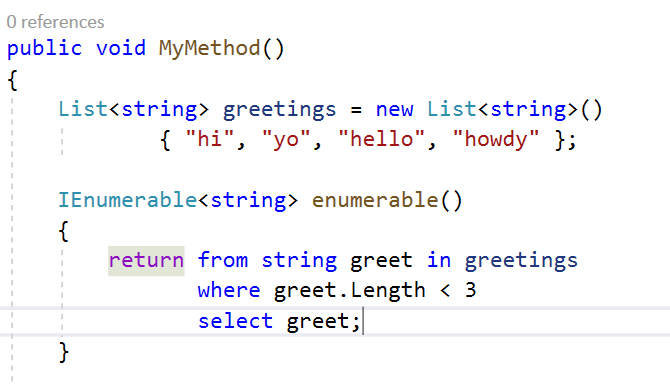 0 references
public void MyMethod()
{
List<string> greetings = new List<string>()
{ "hi", "yo", "hello", "howdy" };
IEnumerable<string> enumerable()
{
return from string greet in greetings
where greet.Length < 3
select greet;
}